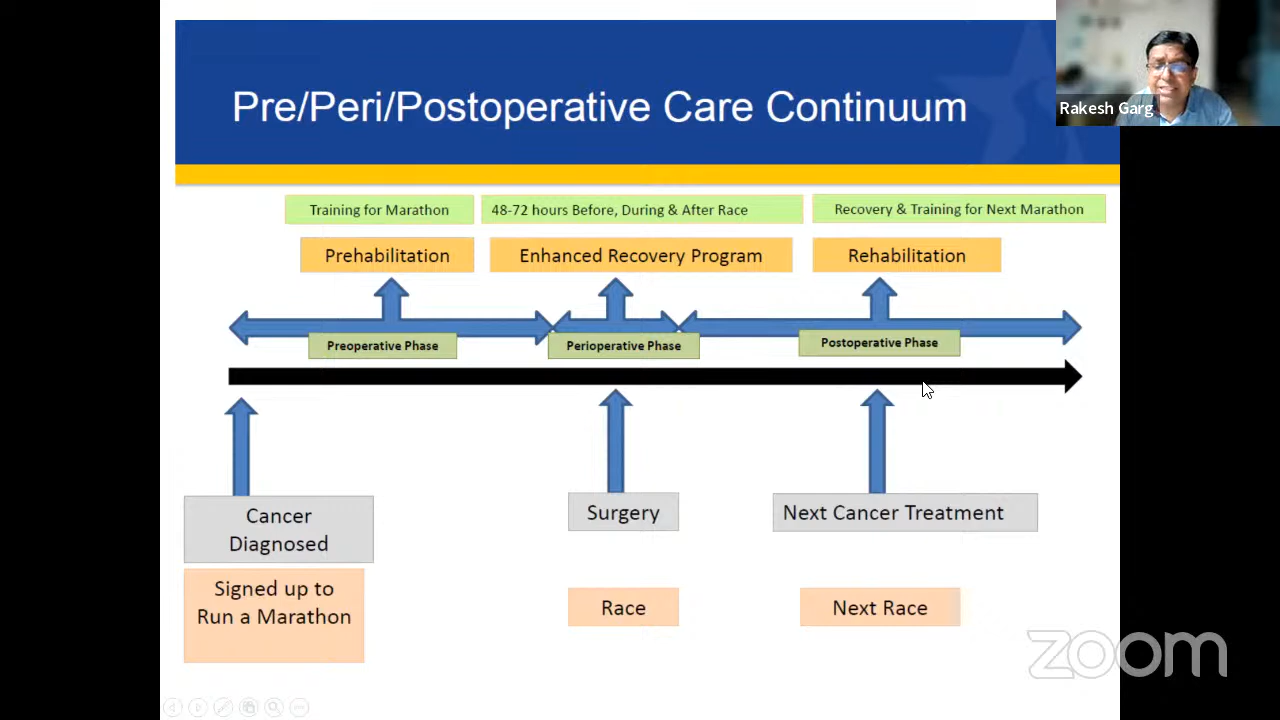 Pre/Peri/Postoperative Care Continuum
Rakesh Garg
Training for Marathon
48-72 hours Before, During & After Race
Recovery & Training for Next Marathon
Prehabilitation
Enhanced Recovery Program
Rehabilitation
Preoperative Phase
Perioperative Phase
Postoperative Phase
Cancer
Diagnosed
Surgery
Next Cancer Treatment
Signed up to
Run a Marathon
Race
Next Race
zoom